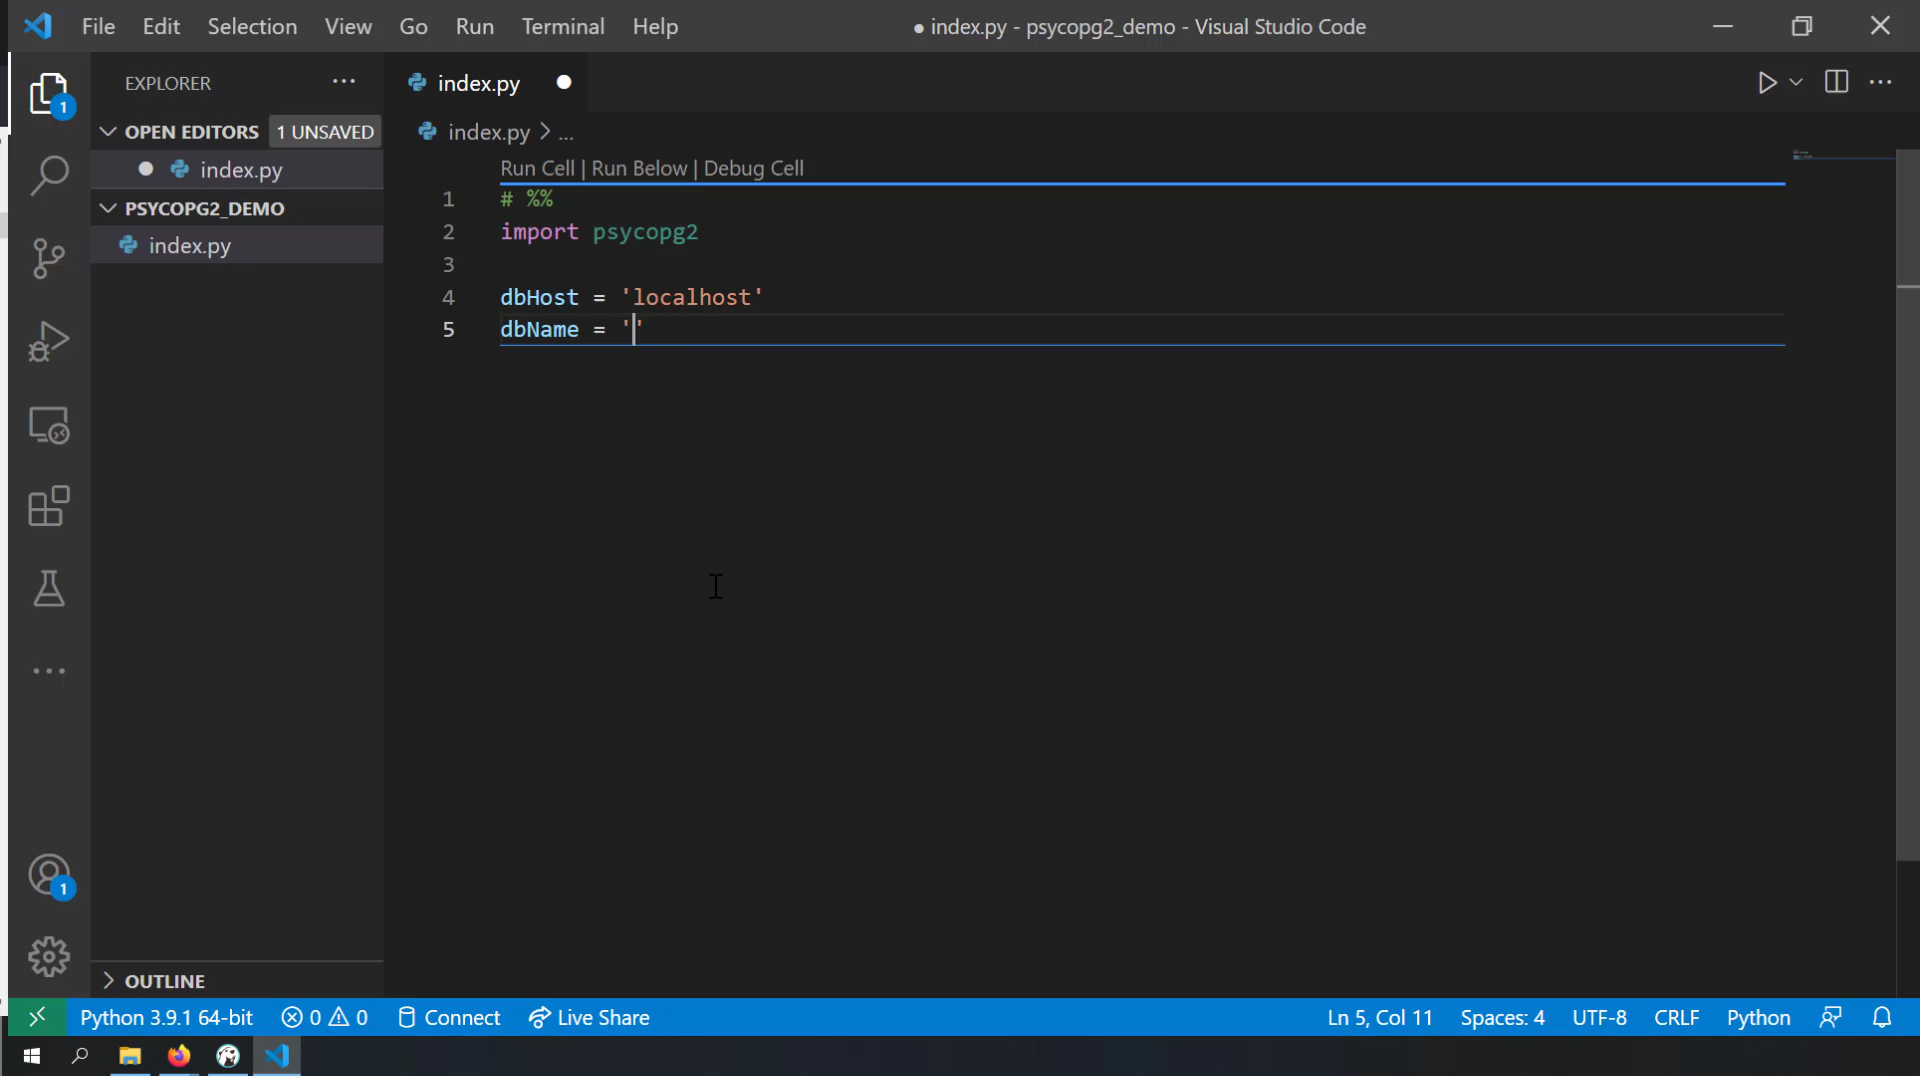 File Edit Selection View Go Run Terminal Help
● index.py - psycopg2_demo - Visual Studio Code
EXPLORER
OPEN EDITORS 1 UNSAVED
index.py
PSYCOPG2_DEMO
index.py
OUTLINE
index.py
index.py > ...
Run Cell | Run Below | Debug Cell
1 # %%
2 import psycopg2
3
4 dbHost = 'localhost'
5 dbName = ''
1
1
Python 3.9.1 64-bit 0 0 Connect Live Share
Ln 5, Col 11 Spaces: 4 UTF-8 CRLF Python